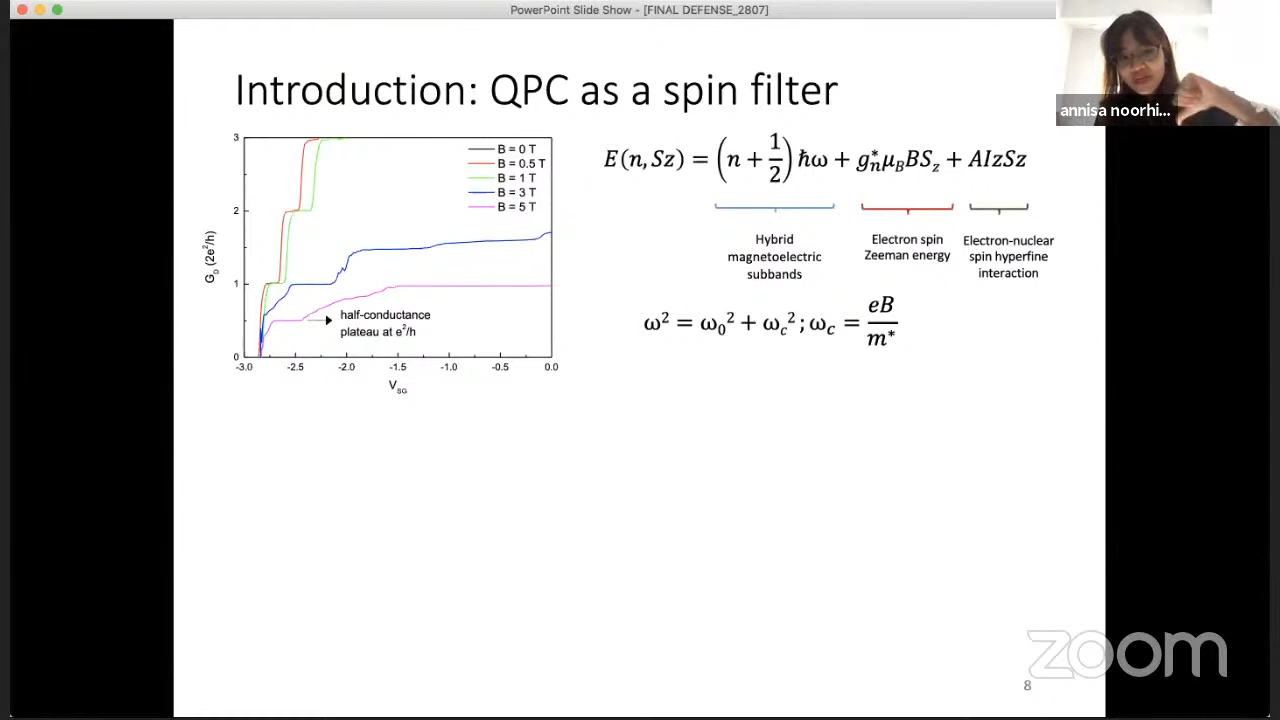 PowerPoint Slide Show - [FINAL DEFENSE_2807]
annisa noorhi...
Introduction: QPC as a spin filter
3
2
1
0
G_D (2e²/h)
B = 0 T
B = 0.5 T
B = 1 T
B = 3 T
B = 5 T
half-conductance
plateau at e²/h
-3.0 -2.5 -2.0 -1.5 -1.0 -0.5 0.0
V_SG
E(n, Sz) = (n + 1/2) ℏω + g*_n μ_B B S_z + AIzSz
Hybrid
magnetoelectric
subbands
Electron spin
Zeeman energy
Electron-nuclear
spin hyperfine
interaction
ω² = ω₀² + ω_c² ; ω_c = eB/m*
zoom
8